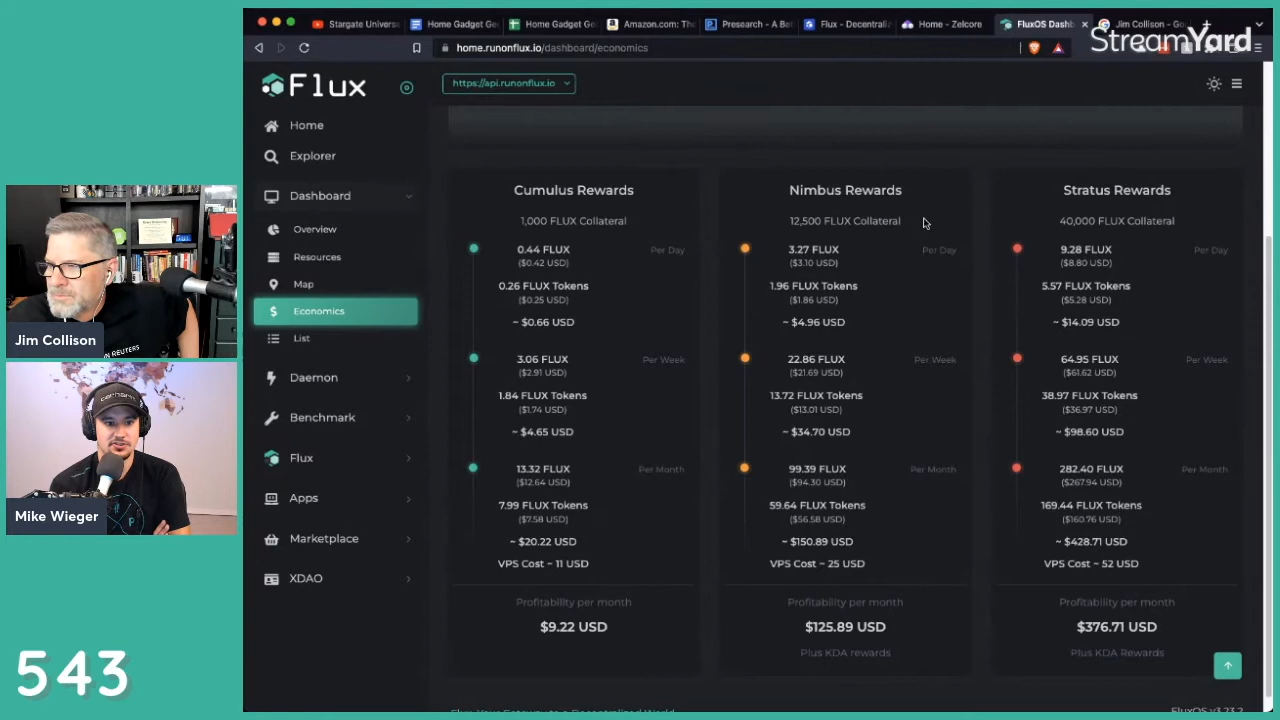 Stargate Universe
Home Gadget Ge
Home Gadget Ge
Amazon.com: The
Presearch - A
Flux - Decentraliz
Home - Zelcore
FluxOS Dash
Jim Collison - Go
home.runonflux.io/dashboard/economics
StreamYard
Flux
https://api.runonflux.io
Home
Explorer
Dashboard
Overview
Resources
Map
Economics
List
Daemon
Benchmark
Flux
Apps
Marketplace
XDAO
Cumulus Rewards
1,000 FLUX Collateral
0.44 FLUX
Per Day
($0.42 USD)
0.26 FLUX Tokens
($0.25 USD)
~ $0.66 USD
3.06 FLUX
Per Week
($2.91 USD)
1.84 FLUX Tokens
($1.74 USD)
~ $4.65 USD
13.32 FLUX
Per Month
($12.64 USD)
7.99 FLUX Tokens
($7.58 USD)
~ $20.22 USD
VPS Cost ~ 11 USD
Profitability per month
$9.22 USD
Nimbus Rewards
12,500 FLUX Collateral
3.27 FLUX
Per Day
($3.10 USD)
1.96 FLUX Tokens
($1.86 USD)
~ $4.96 USD
22.86 FLUX
Per Week
($21.69 USD)
13.72 FLUX Tokens
($13.01 USD)
~ $34.70 USD
99.39 FLUX
Per Month
($94.30 USD)
59.64 FLUX Tokens
($56.58 USD)
~ $150.89 USD
VPS Cost ~ 25 USD
Profitability per month
$125.89 USD
Plus KDA rewards
Stratus Rewards
40,000 FLUX Collateral
9.28 FLUX
Per Day
($8.80 USD)
5.57 FLUX Tokens
($5.28 USD)
~ $14.09 USD
64.95 FLUX
Per Week
($61.62 USD)
38.97 FLUX Tokens
($36.97 USD)
~ $98.60 USD
282.40 FLUX
Per Month
($267.94 USD)
169.44 FLUX Tokens
($160.76 USD)
~ $428.71 USD
VPS Cost ~ 52 USD
Profitability per month
$376.71 USD
Plus KDA Rewards
Flux, Your Gateway to a Decentralized World
FluxOS v3.23.2
Jim Collison
Mike Wieger
543